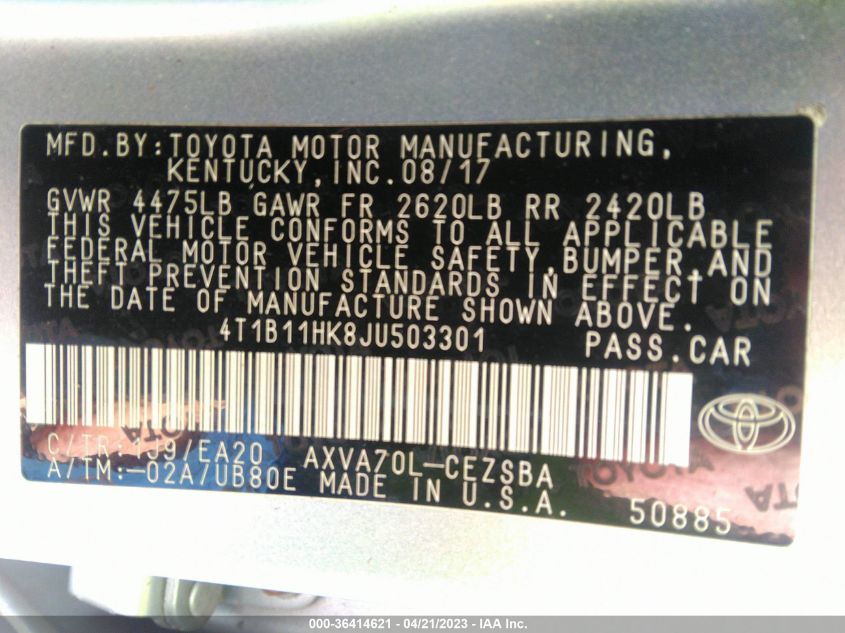 MFD.BY:TOYOTA MOTOR MANUFACTURING,
KENTUCKY,INC.08/17
GVWR 4475LB GAWR FR 2620LB RR 2420LB
THIS VEHICLE CONFORMS TO ALL APPLICABLE
FEDERAL MOTOR VEHICLE SAFETY,BUMPER,AND
THEFT PREVENTION STANDARDS IN EFFECT ON
THE DATE OF MANUFACTURE SHOWN ABOVE.
4T1B11HK8JU503301 PASS.CAR
C/TR:1J9/EA20 AXVA70L-CEZSBA
A/TM:-02A/UB80E MADE IN U.S.A.
50885
000-36414621 - 04/21/2023 - IAA Inc.